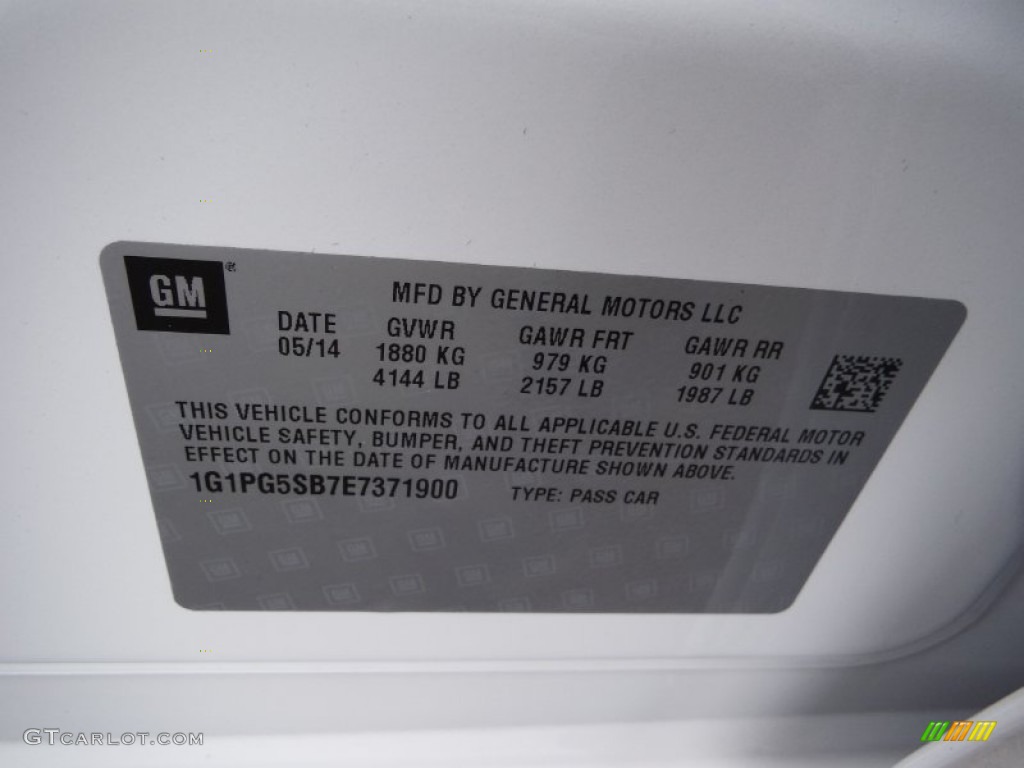 GM ®
MFD BY GENERAL MOTORS LLC
DATE GVWR GAWR FRT GAWR RR
05/14 1880 KG 979 KG 901 KG
4144 LB 2157 LB 1987 LB
THIS VEHICLE CONFORMS TO ALL APPLICABLE U.S. FEDERAL MOTOR
VEHICLE SAFETY, BUMPER, AND THEFT PREVENTION STANDARDS IN
EFFECT ON THE DATE OF MANUFACTURE SHOWN ABOVE.
1G1PG5SB7E7371900 TYPE: PASS CAR
GTCARLOT.COM